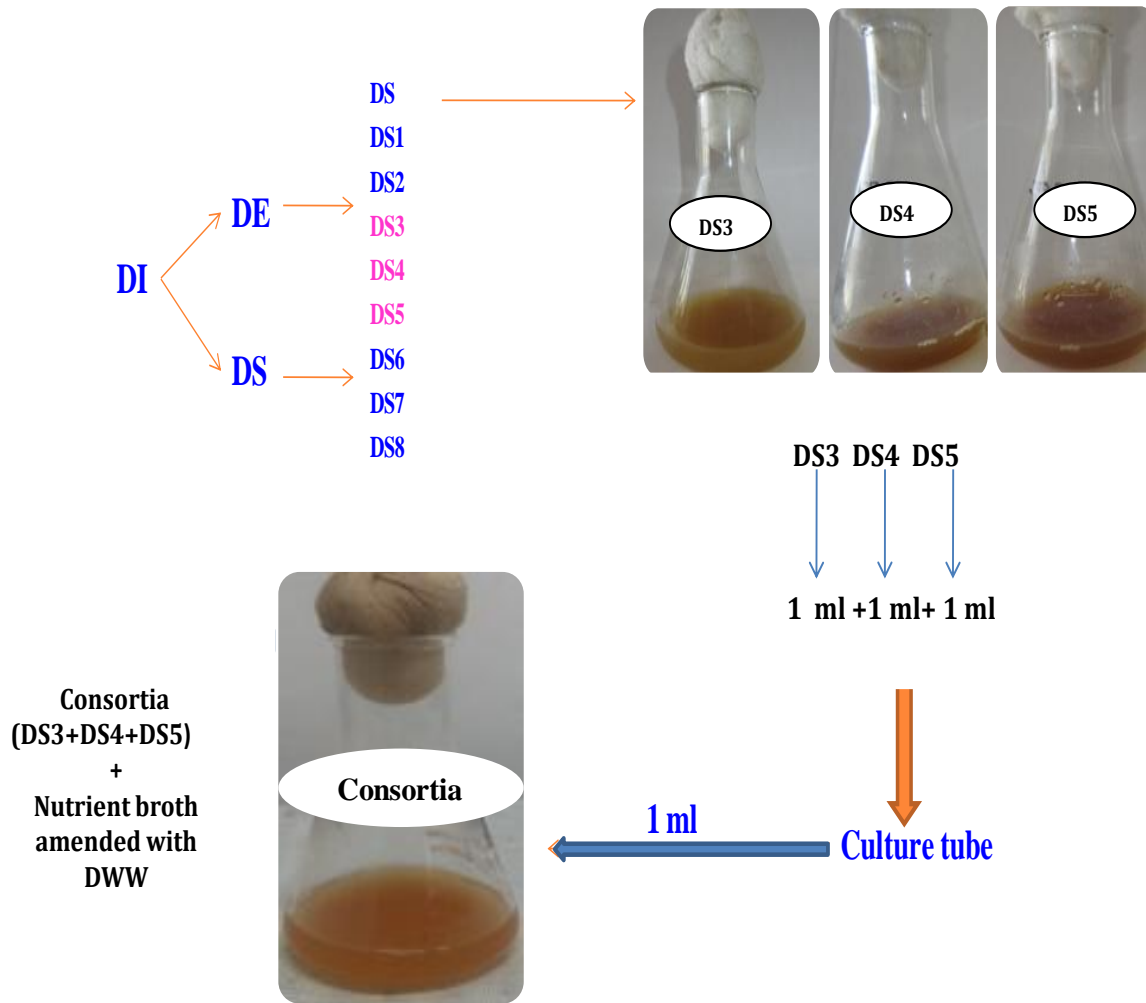 DI
DE
DS
DS
DS1
DS2
DS3
DS4
DS5
DS6
DS7
DS8
DS3
DS4
DS5
DS3 DS4 DS5
1 ml +1 ml+ 1 ml
Culture tube
1 ml
Consortia
Consortia
(DS3+DS4+DS5)
+
Nutrient broth
amended with
DWW